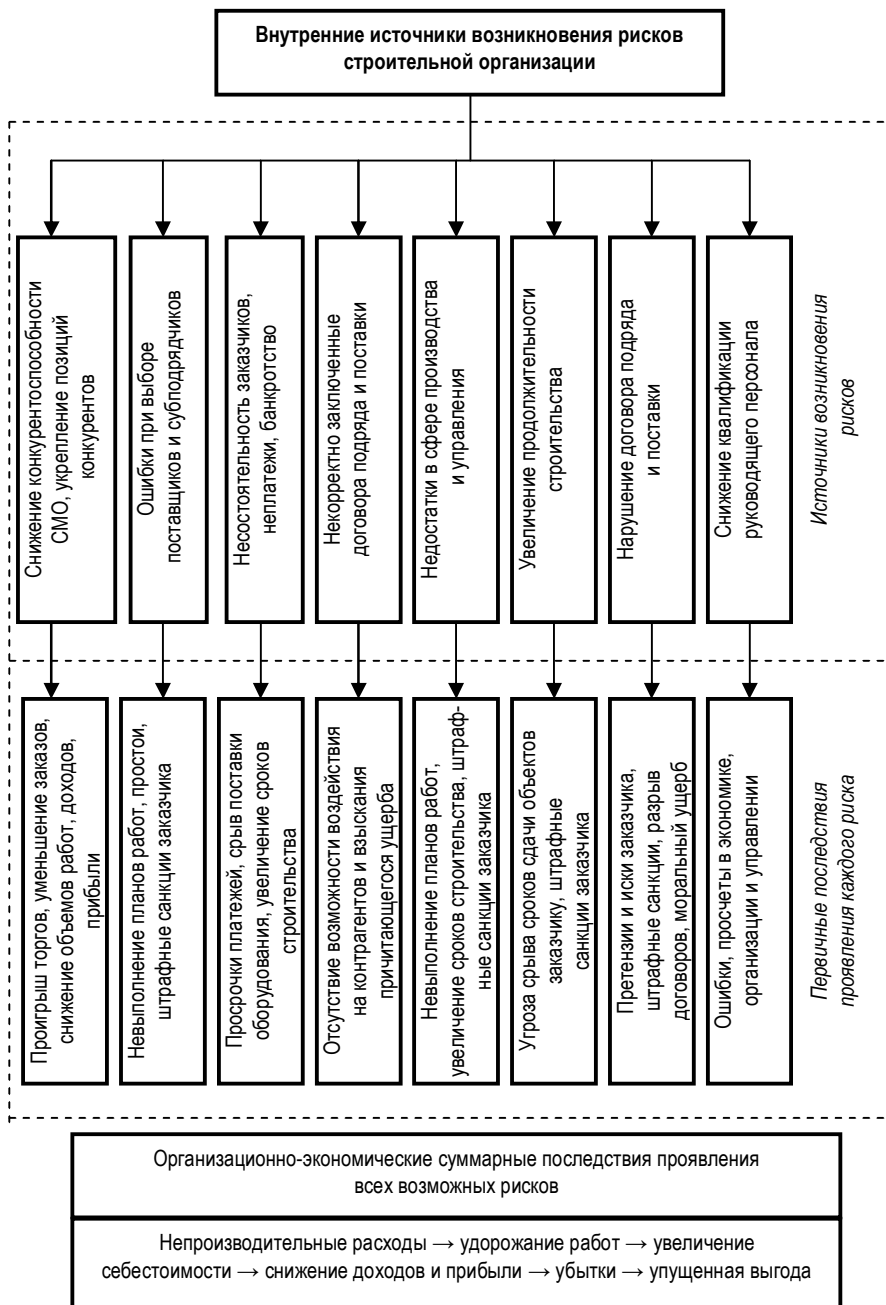 Внутренние источники возникновения рисков
строительной организации
Снижение конкурентоспособности
СМО, укрепление позиций
конкурентов
Ошибки при выборе
поставщиков и субподрядчиков
Несостоятельность заказчиков,
неплатежи, банкротство
Некорректно заключенные
договора подряда и поставки
Недостатки в сфере производства
и управления
Увеличение продолжительности
строительства
Нарушение договора подряда
и поставки
Снижение квалификации
руководящего персонала
Источники возникновения
рисков
Проигрыш торгов, уменьшение заказов,
снижение объемов работ, доходов,
прибыли
Невыполнение планов работ, простои,
штрафные санкции заказчика
Просрочки платежей, срыв поставки
оборудования, увеличение сроков
строительства
Отсутствие возможности воздействия
на контрагентов и взыскания
причитающегося ущерба
Невыполнение планов работ,
увеличение сроков строительства, штраф-
ные санкции заказчика
Угроза срыва сроков сдачи объектов
заказчику, штрафные
санкции заказчика
Претензии и иски заказчика,
штрафные санкции, разрыв
договоров, моральный ущерб
Ошибки, просчеты в экономике,
организации и управлении
Первичные последствия
проявления каждого риска
Организационно-экономические суммарные последствия проявления
всех возможных рисков
Непроизводительные расходы → удорожание работ → увеличение
себестоимости → снижение доходов и прибыли → убытки → упущенная выгода